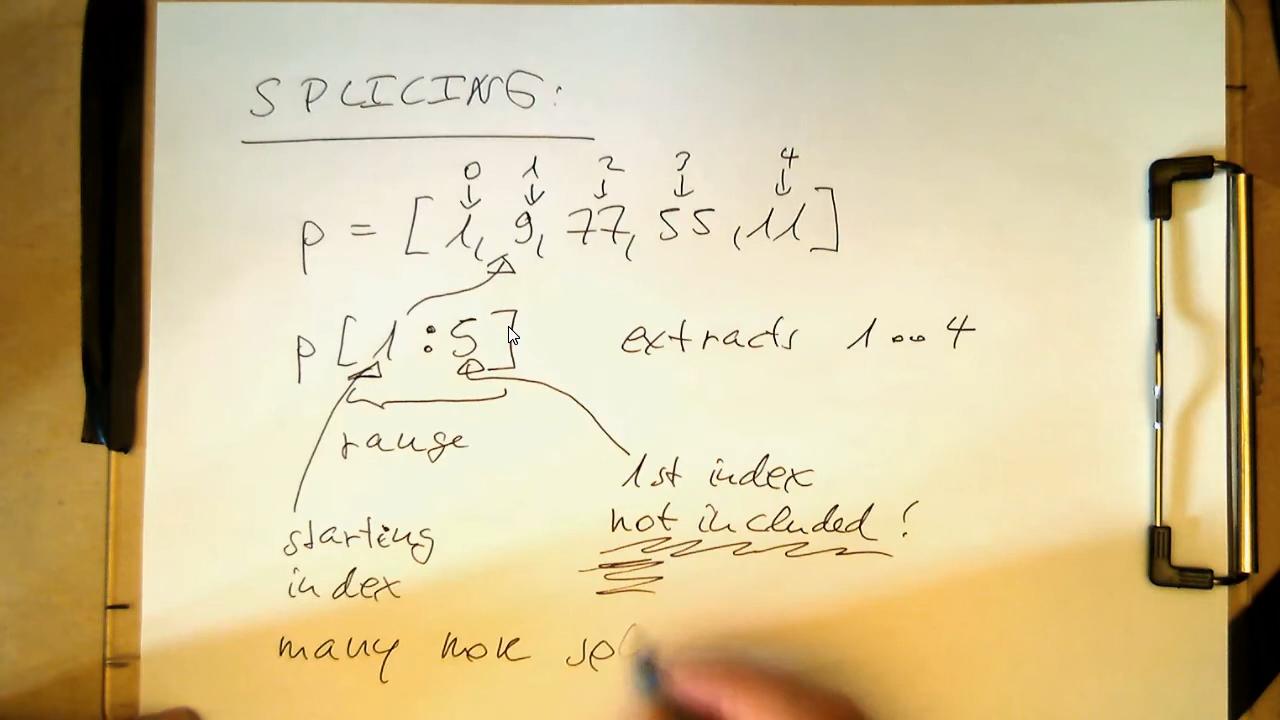 SPLICING:
0 1 2 3 4
p = [1, 9, 77, 55, 11]
p[1:5] extracts 1...4
range
1st index
not included!
starting
index
many more